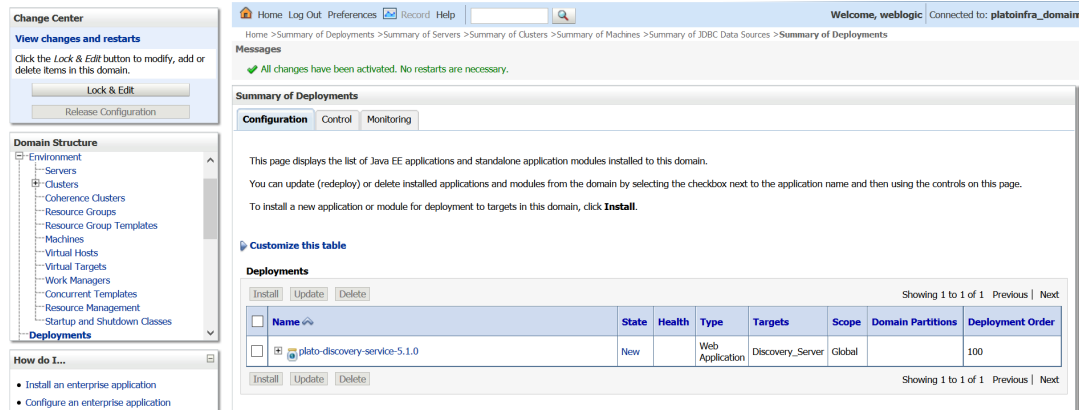 Change Center
View changes and restarts
Click the Lock & Edit button to modify, add or
delete items in this domain.
Lock & Edit
Release Configuration
Domain Structure
Environment
Servers
Clusters
Coherence Clusters
Resource Groups
Resource Group Templates
Machines
Virtual Hosts
Virtual Targets
Work Managers
Concurrent Templates
Resource Management
Startup and Shutdown Classes
Deployments
How do I...
Install an enterprise application
Configure an enterprise application
Home Log Out Preferences Record Help
Welcome, weblogic Connected to: platoinfra_domain
Home >Summary of Deployments >Summary of Servers >Summary of Clusters >Summary of Machines >Summary of JDBC Data Sources >Summary of Deployments
Messages
All changes have been activated. No restarts are necessary.
Summary of Deployments
Configuration Control Monitoring
This page displays the list of Java EE applications and standalone application modules installed to this domain.
You can update (redeploy) or delete installed applications and modules from the domain by selecting the checkbox next to the application name and then using the controls on this page.
To install a new application or module for deployment to targets in this domain, click Install.
Customize this table
Deployments
Install Update Delete Showing 1 to 1 of 1 Previous | Next
Name State Health Type Targets Scope Domain Partitions Deployment Order
plato-discovery-service-5.1.0 New Web Application Discovery_Server Global 100
Install Update Delete Showing 1 to 1 of 1 Previous | Next